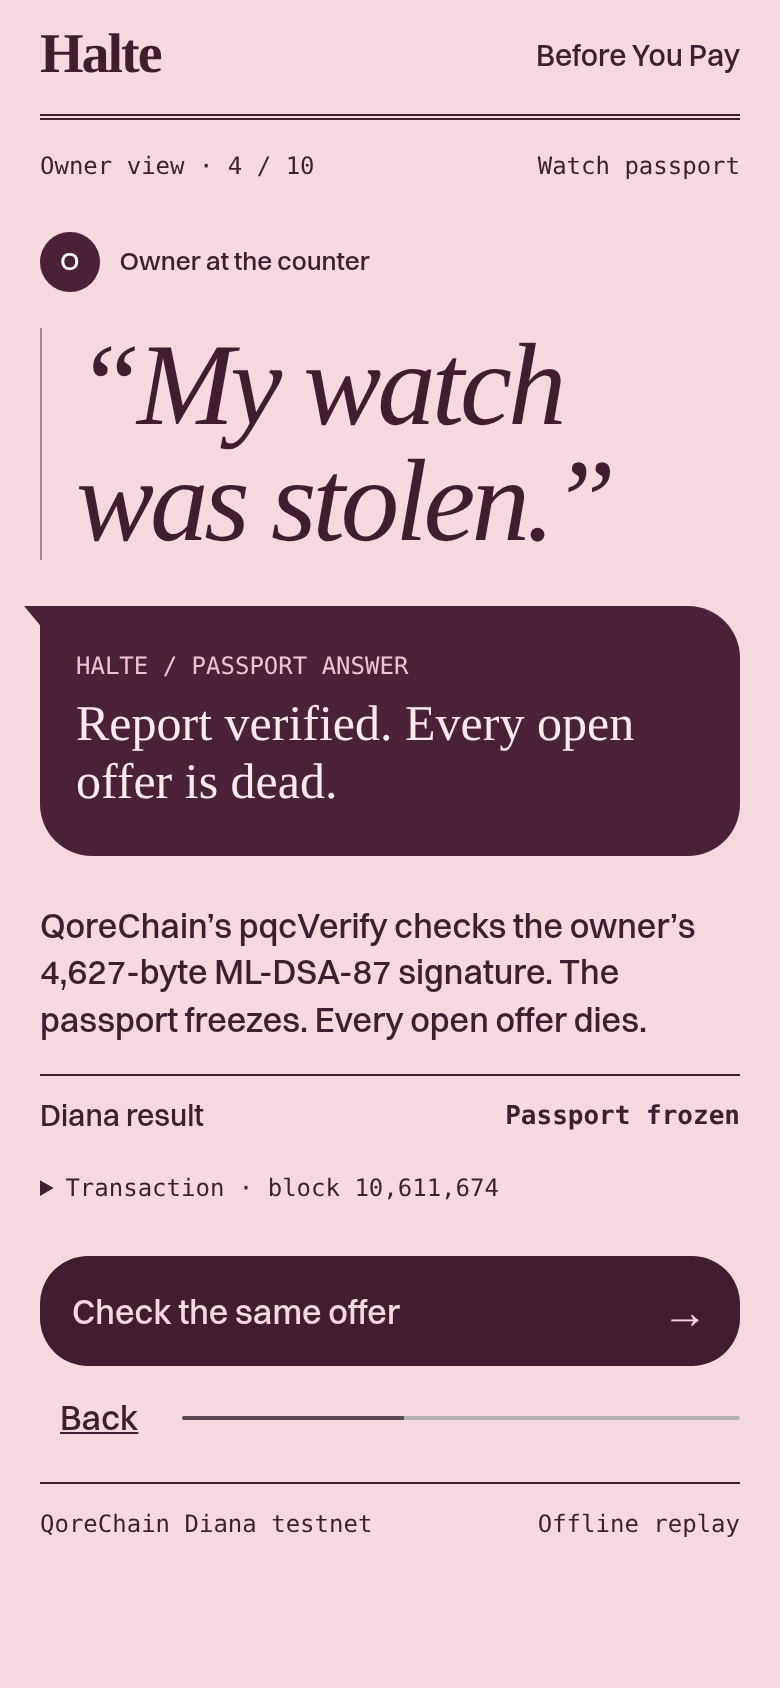 Halte
Before You Pay
Owner view · 4 / 10
Watch passport
O
Owner at the counter
“My watch
was stolen.”
HALTE / PASSPORT ANSWER
Report verified. Every open
offer is dead.
QoreChain’s pqcVerify checks the owner’s
4,627-byte ML-DSA-87 signature. The
passport freezes. Every open offer dies.
Diana result
Passport frozen
▶ Transaction · block 10,611,674
Check the same offer →
Back
QoreChain Diana testnet
Offline replay